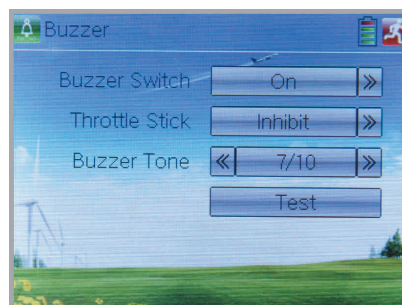 Buzzer
Buzzer Switch On
Throttle Stick Inhibit
Buzzer Tone 7/10
Test